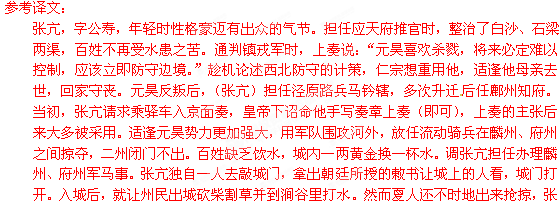 参考译文：
张亢，字公寿，年轻时性格豪迈有出众的气节。担任应天府推官时，整治了白沙、石梁
两渠，百姓不再受水患之苦。通判镇戎军时，上奏说：“元昊喜欢杀戮，将来必定难以
控制，应该立即防守边境。”趁机论述西北防守的计策，仁宗想重用他，适逢他母亲去
世，回家守丧。元昊反叛后，（张亢）担任泾原路兵马钤辖，多次升迁后任鄜州知府。
当初，张亢请求乘驿车入京面奏，皇帝下诏命他手写奏章上奏（即可），上奏的主张后
来大多被采用。适逢元昊势力更加强大，用军队围攻河外，放任流动骑兵在麟州、府州
之间掠夺，二州闭门不出。百姓缺乏饮水，城内一两黄金换一杯水。调张亢担任办理麟
州、府州军马事。张亢独自一人去敲城门，拿出朝廷所授的敕书让城上的人看，城门打
开。入城后，就让州民出城砍柴割草并到涧谷里打水。然而夏人还不时地出来抢掠，张